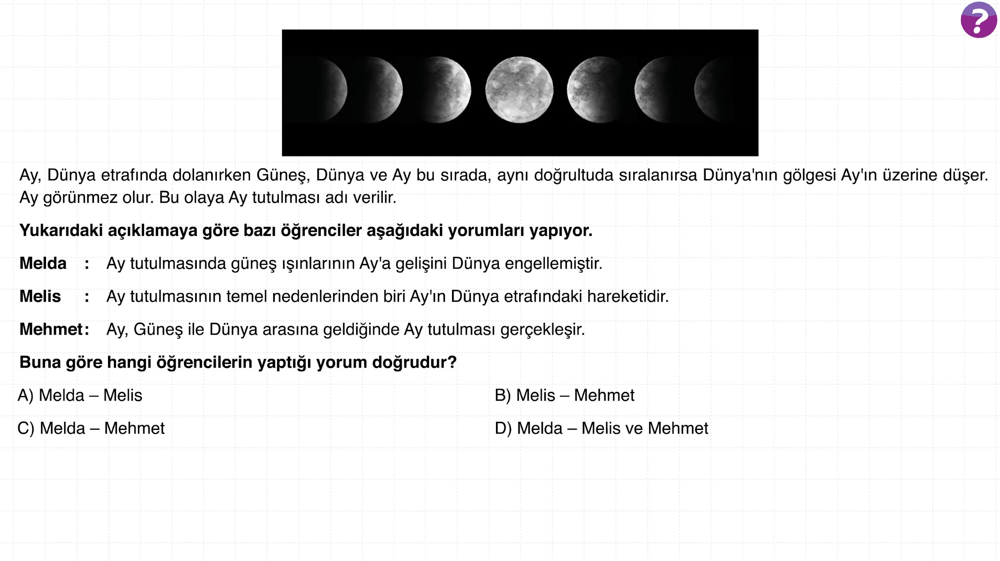 ?
Ay, Dünya etrafında dolanırken Güneş, Dünya ve Ay bu sırada, aynı doğrultuda sıralanırsa Dünya'nın gölgesi Ay'ın üzerine düşer.
Ay görünmez olur. Bu olaya Ay tutulması adı verilir.
Yukarıdaki açıklamaya göre bazı öğrenciler aşağıdaki yorumları yapıyor.
Melda : Ay tutulmasında güneş ışınlarının Ay'a gelişini Dünya engellemiştir.
Melis : Ay tutulmasının temel nedenlerinden biri Ay'ın Dünya etrafındaki hareketidir.
Mehmet: Ay, Güneş ile Dünya arasına geldiğinde Ay tutulması gerçekleşir.
Buna göre hangi öğrencilerin yaptığı yorum doğrudur?
A) Melda – Melis
B) Melis – Mehmet
C) Melda – Mehmet
D) Melda – Melis ve Mehmet